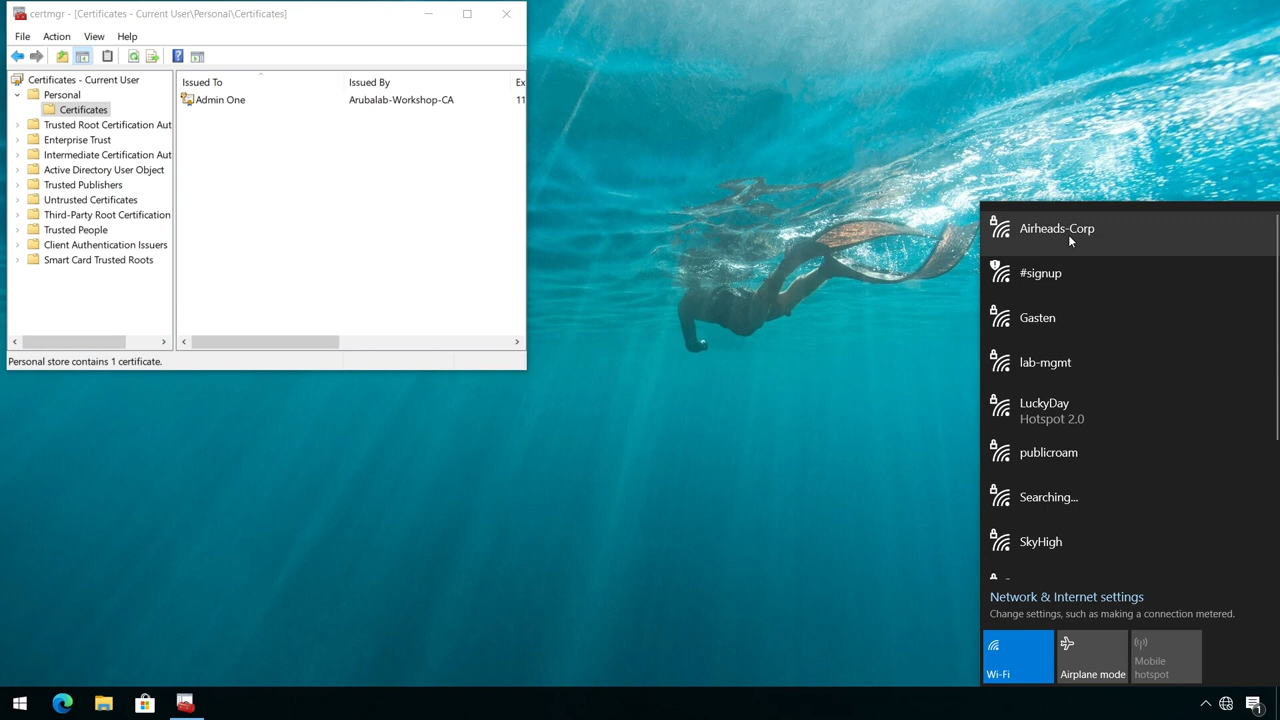 certmgr - [Certificates - Current User\Personal\Certificates]
File Action View Help
Certificates - Current User
Personal
Certificates
Trusted Root Certification Aut
Enterprise Trust
Intermediate Certification Aut
Active Directory User Object
Trusted Publishers
Untrusted Certificates
Third-Party Root Certification
Trusted People
Client Authentication Issuers
Smart Card Trusted Roots
Issued To Issued By Ex
Admin One Arubalab-Workshop-CA 11
Personal store contains 1 certificate.
Airheads-Corp
#signup
Gasten
lab-mgmt
LuckyDay
Hotspot 2.0
publicroam
Searching...
SkyHigh
Network & Internet settings
Change settings, such as making a connection metered.
Wi-Fi
Airplane mode
Mobile
hotspot
1